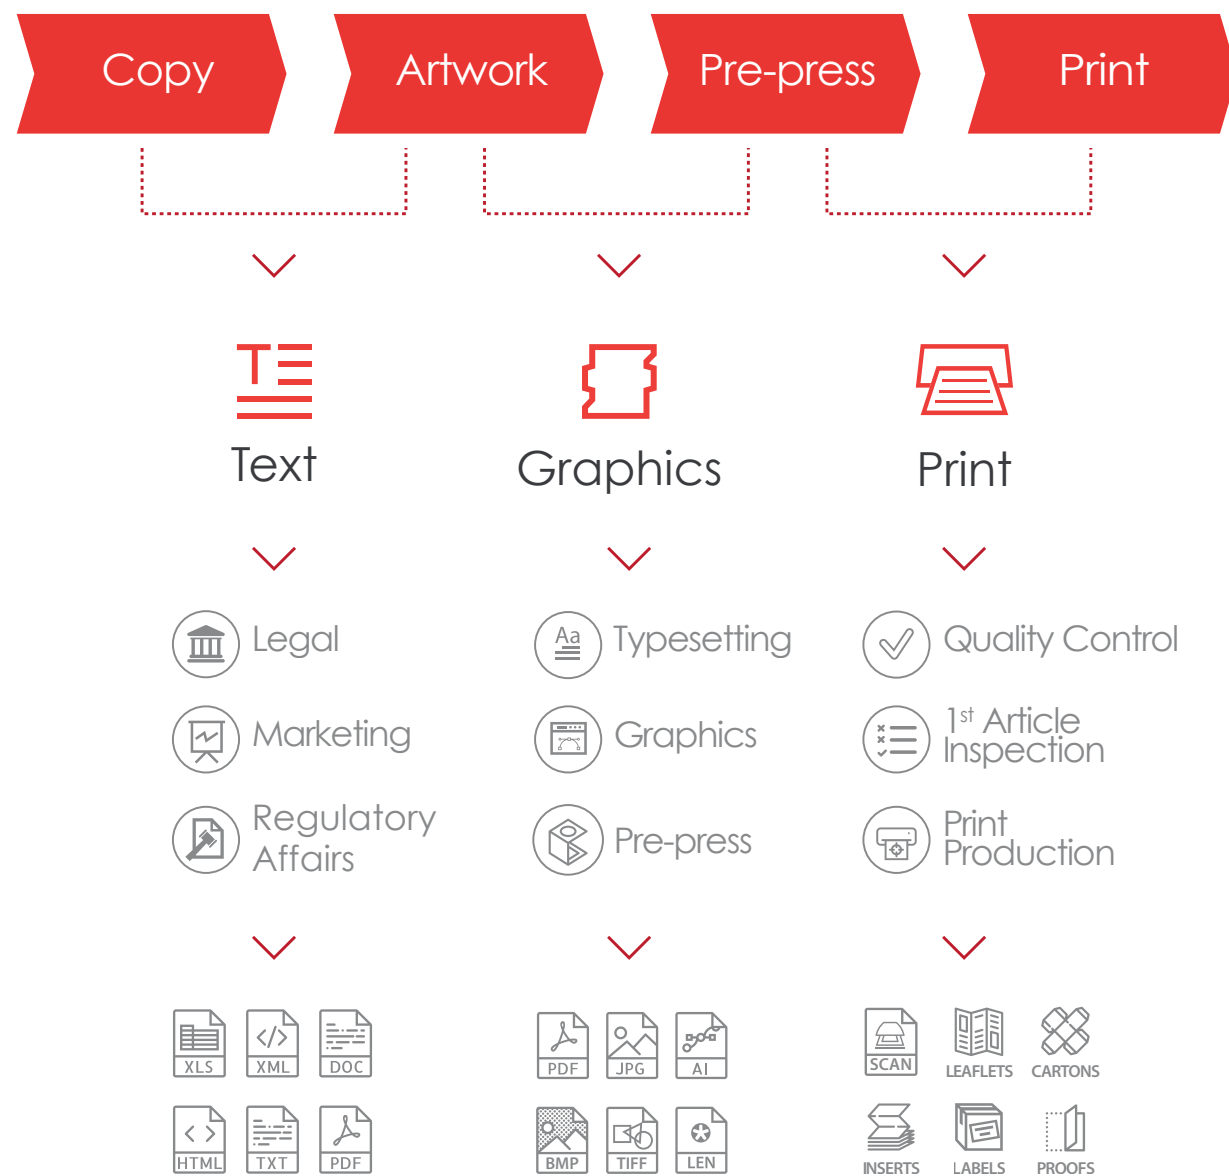 Copy
Artwork
Pre-press
Print
Text
Graphics
Print
Legal
Marketing
Regulatory
Affairs
Aa
Typesetting
Graphics
Pre-press
Quality Control
1st Article
Inspection
Print
Production
XLS
XML
DOC
HTML
TXT
PDF
PDF
JPG
AI
BMP
TIFF
LEN
SCAN
LEAFLETS
CARTONS
INSERTS
LABELS
PROOFS